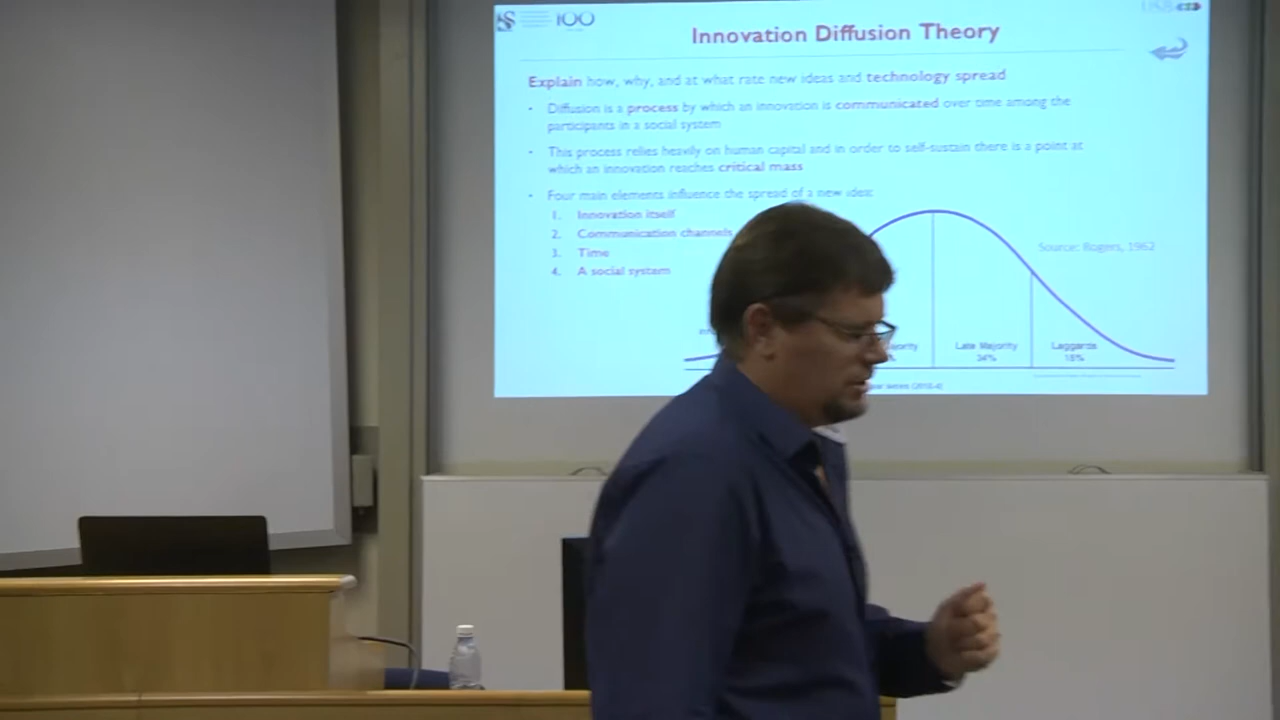 100
USB
Innovation Diffusion Theory
Explain how, why, and at what rate new ideas and technology spread
• Diffusion is a process by which an innovation is communicated over time among the
participants in a social system
• This process relies heavily on human capital and in order to self-sustain there is a point at
which an innovation reaches critical mass
• Four main elements influence the spread of a new idea:
1. Innovation itself
2. Communication channels
3. Time
4. A social system
Source: Rogers, 1962
Late Majority
34%
Laggards
16%